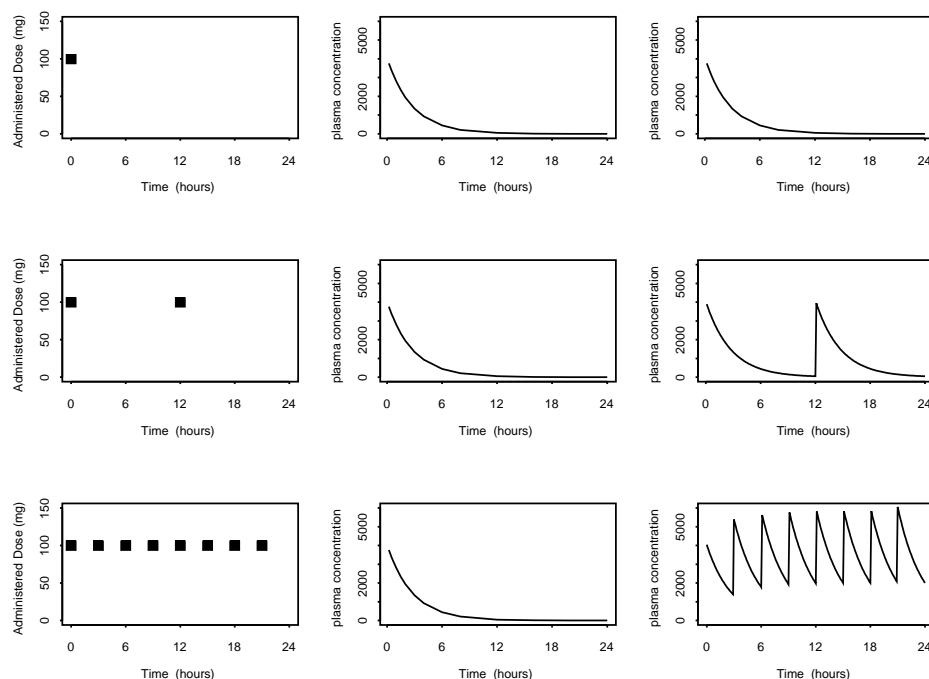 Administered Dose (mg)
0 50 100 150
0 6 12 18 24
Time (hours)
plasma concentration
0 2000 5000
0 6 12 18 24
Time (hours)
plasma concentration
0 2000 5000
0 6 12 18 24
Time (hours)
Administered Dose (mg)
0 50 100 150
0 6 12 18 24
Time (hours)
plasma concentration
0 2000 5000
0 6 12 18 24
Time (hours)
plasma concentration
0 2000 5000
0 6 12 18 24
Time (hours)
Administered Dose (mg)
0 50 100 150
0 6 12 18 24
Time (hours)
plasma concentration
0 2000 5000
0 6 12 18 24
Time (hours)
plasma concentration
0 2000 5000
0 6 12 18 24
Time (hours)